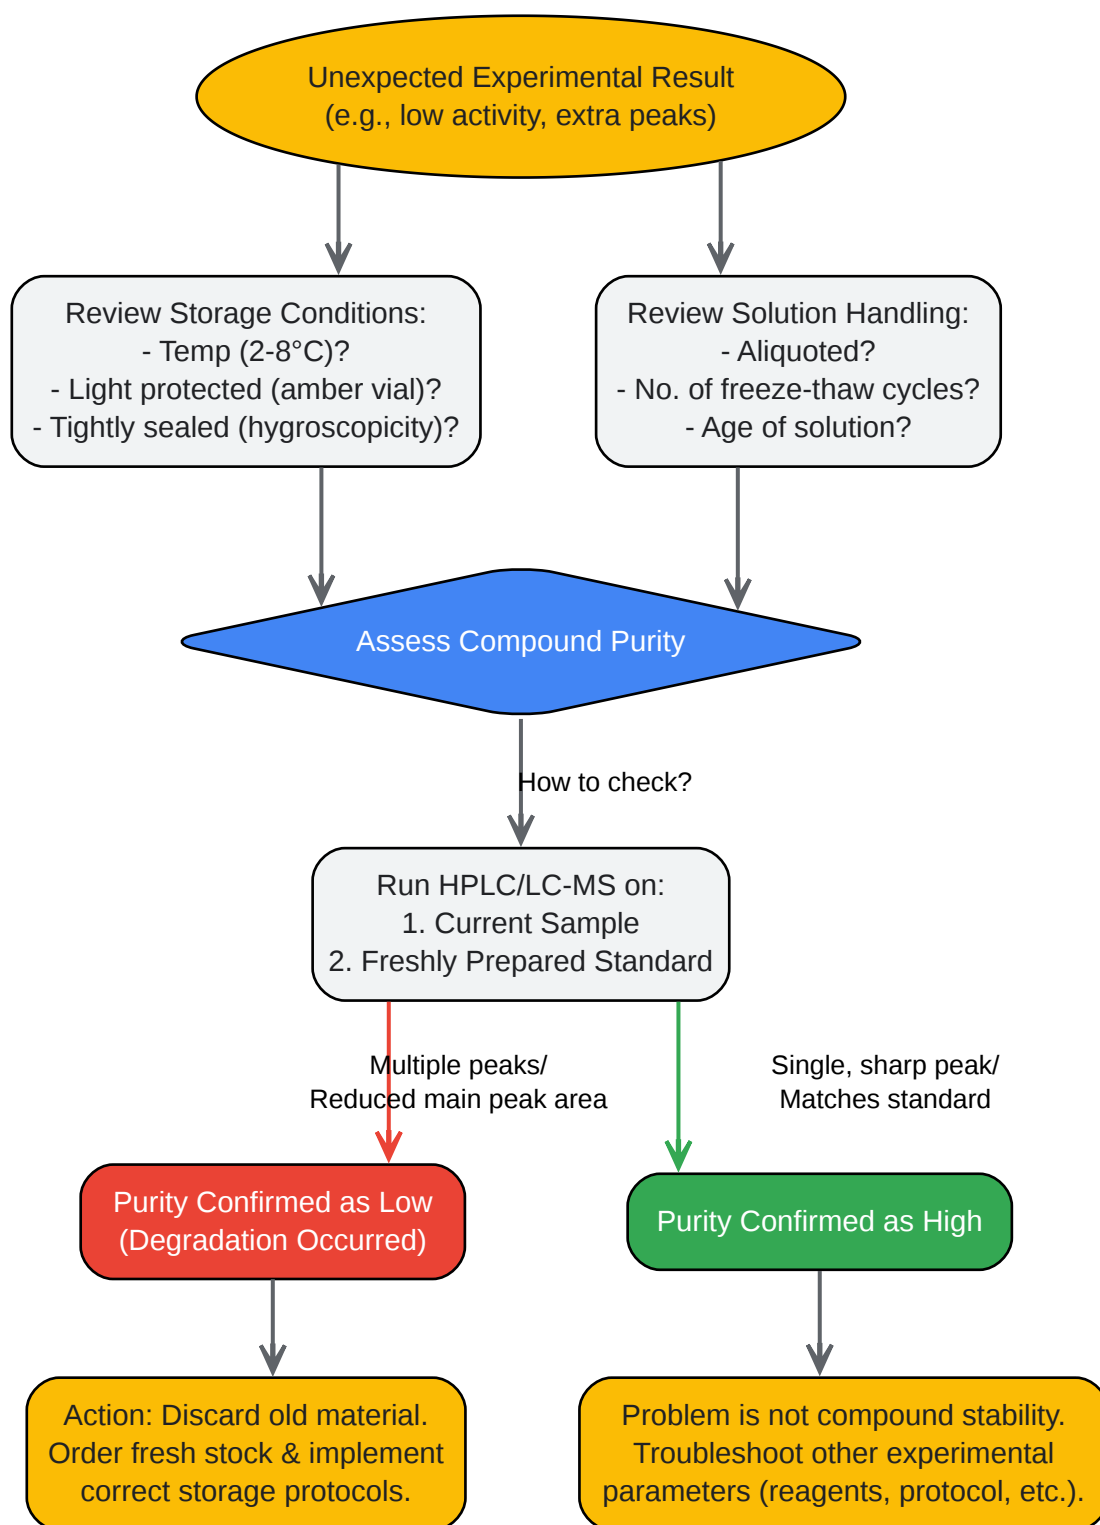 Unexpected Experimental Result
(e.g., low activity, extra peaks)
Review Storage Conditions:
- Temp (2-8°C)?
- Light protected (amber vial)?
- Tightly sealed (hygroscopicity)?
Review Solution Handling:
- Aliquoted?
- No. of freeze-thaw cycles?
- Age of solution?
Assess Compound Purity
How to check?
Run HPLC/LC-MS on:
1. Current Sample
2. Freshly Prepared Standard
Multiple peaks/
Reduced main peak area
Single, sharp peak/
Matches standard
Purity Confirmed as Low
(Degradation Occurred)
Purity Confirmed as High
Action: Discard old material.
Order fresh stock & implement
correct storage protocols.
Problem is not compound stability.
Troubleshoot other experimental
parameters (reagents, protocol, etc.).